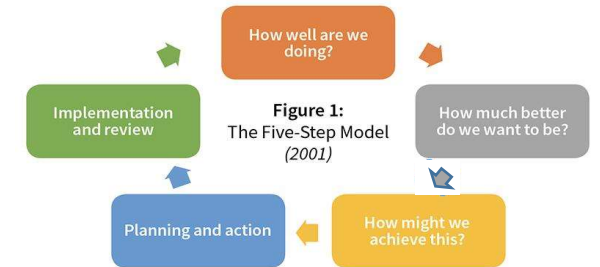 How well are we
doing?
How much better
do we want to be?
How might we
achieve this?
Planning and action
Implementation
and review
Figure 1:
The Five-Step Model
(2001)